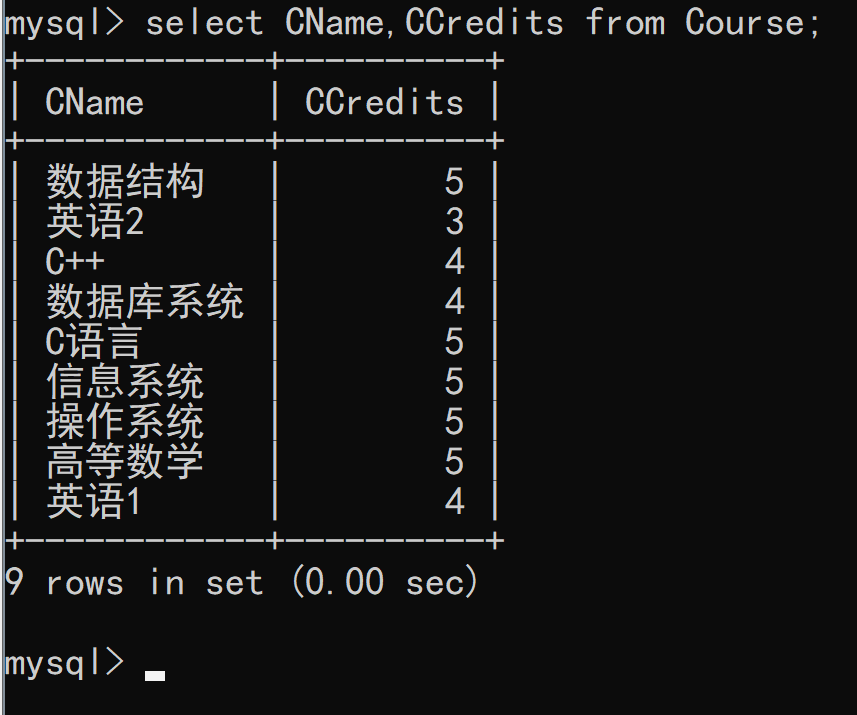 mysql> select CName,CCredits from Course;
+------------+----------+
| CName      | CCredits |
+------------+----------+
| 数据结构   |        5 |
| 英语2      |        3 |
| C++        |        4 |
| 数据库系统 |        4 |
| C语言      |        5 |
| 信息系统   |        5 |
| 操作系统   |        5 |
| 高等数学   |        5 |
| 英语1      |        4 |
+------------+----------+
9 rows in set (0.00 sec)
mysql>